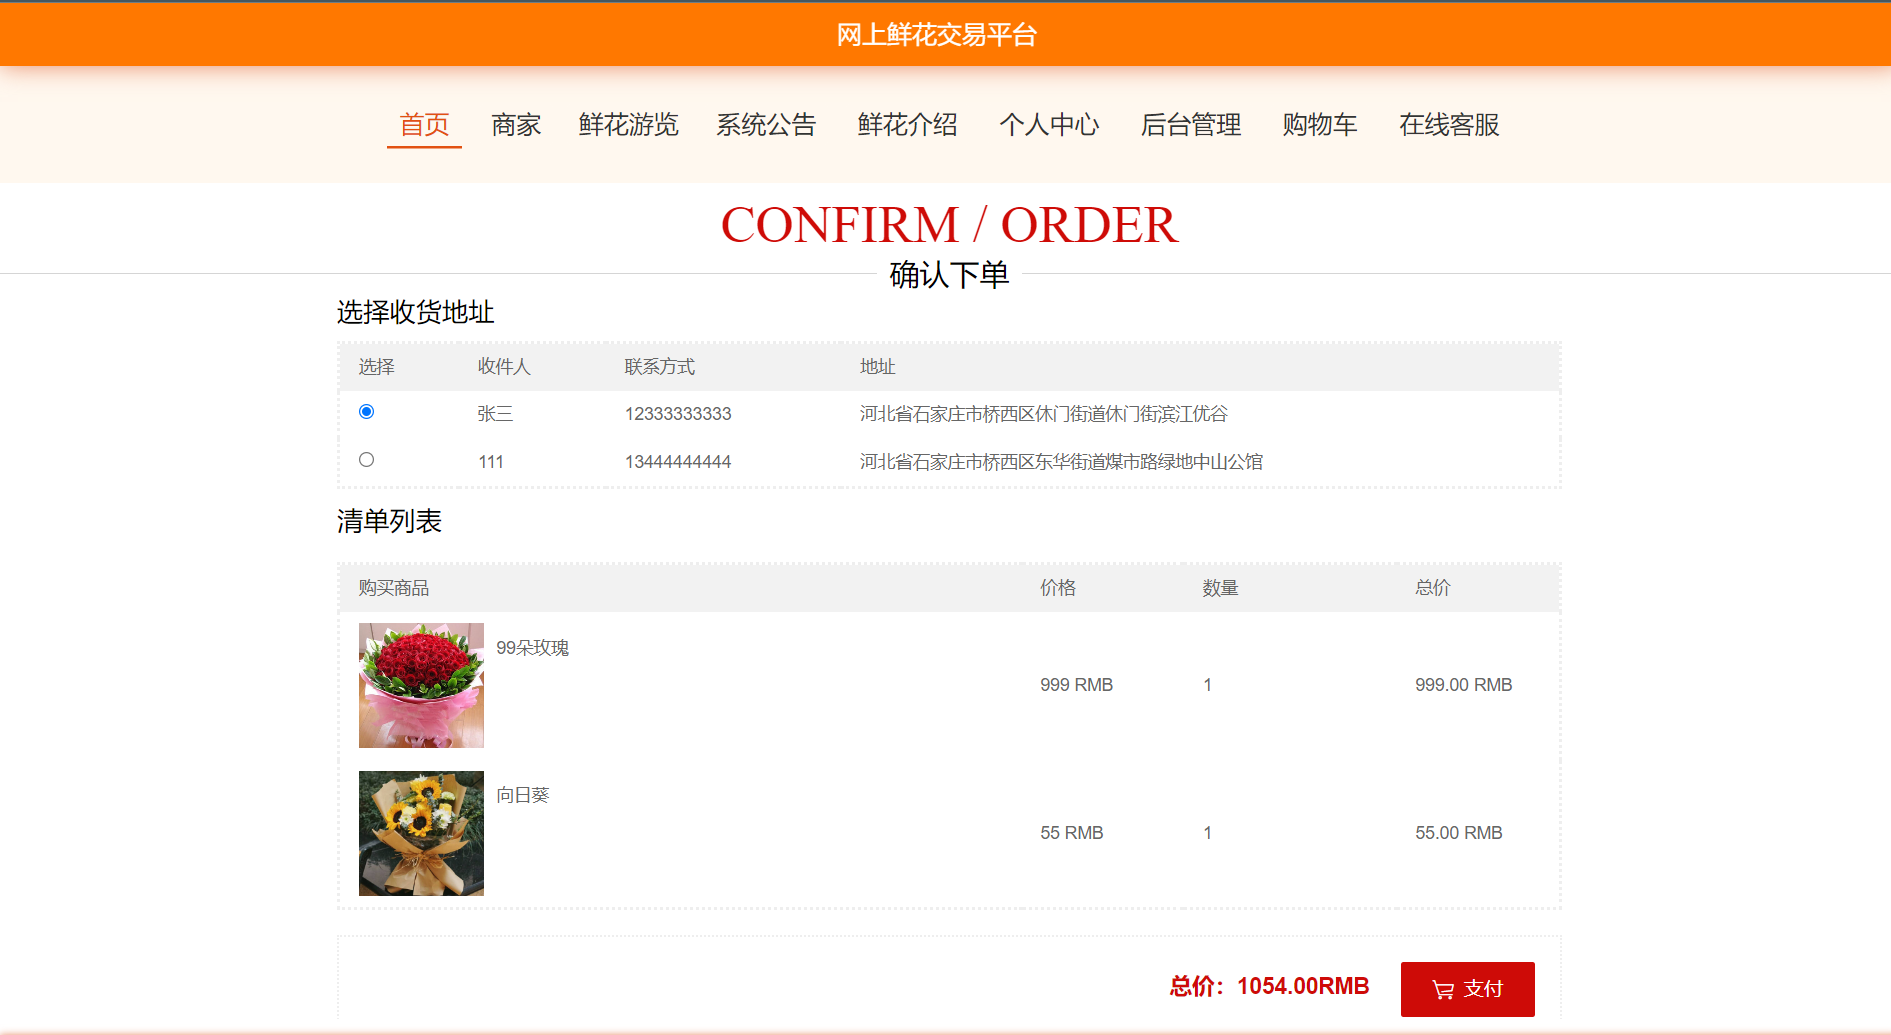 网上鲜花交易平台
首页 商家 鲜花游览 系统公告 鲜花介绍 个人中心 后台管理 购物车 在线客服
CONFIRM / ORDER
确认下单
选择收货地址
选择 收件人 联系方式 地址
张三 12333333333 河北省石家庄市桥西区休门街道休门街滨江优谷
111 13444444444 河北省石家庄市桥西区东华街道煤市路绿地中山公馆
清单列表
购买商品 价格 数量 总价
99朵玫瑰
999 RMB 1 999.00 RMB
向日葵
55 RMB 1 55.00 RMB
总价：1054.00RMB 支付